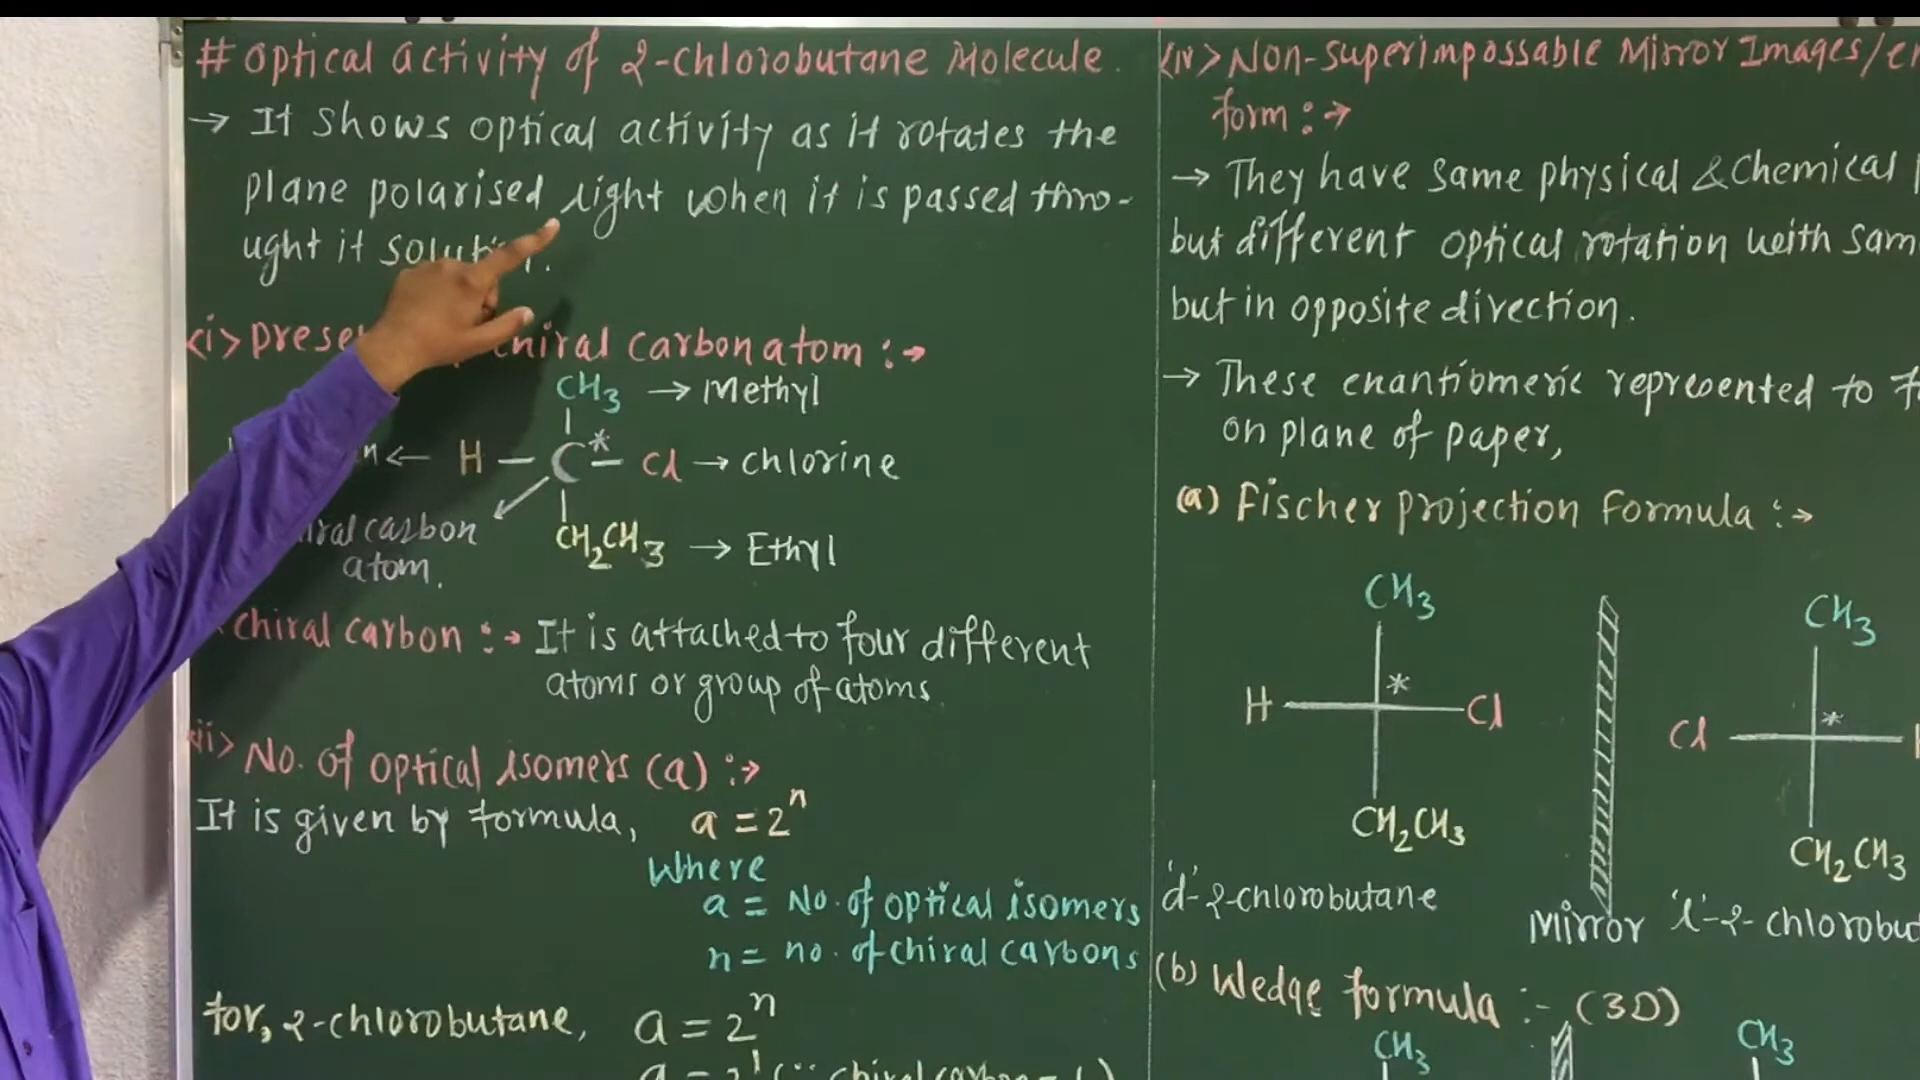 # Optical activity of 2-chlorobutane Molecule.
→ It shows optical activity as it rotates the
plane polarised light when it is passed thro-
ught it
<i> chiral carbon atom :→
CH3 → Methyl
← H — C* — Cl → chlorine
carbon
atom.
CH2CH3 → Ethyl
chiral carbon :→ It is attached to four different
atoms or group of atoms.
ii> No. of optical isomers (a) :→
It is given by formula, a = 2^n
Where
a = No. of optical isomers
n = no. of chiral carbons
for, 2-chlorobutane, a = 2^n
<iv> Non-superimpossable Mirror Images/
form :→
→ They have same physical & Chemical
but different optical rotation with
but in opposite direction.
→ These enantiomeric represented to
on plane of paper,
(a) Fischer projection formula :→
CH3
H * Cl
CH2CH3
'd'-2-chlorobutane
Mirror
CH3
Cl *
CH2CH3
'l'-2-
(b) Wedge formula :- (3D)
CH3
CH3